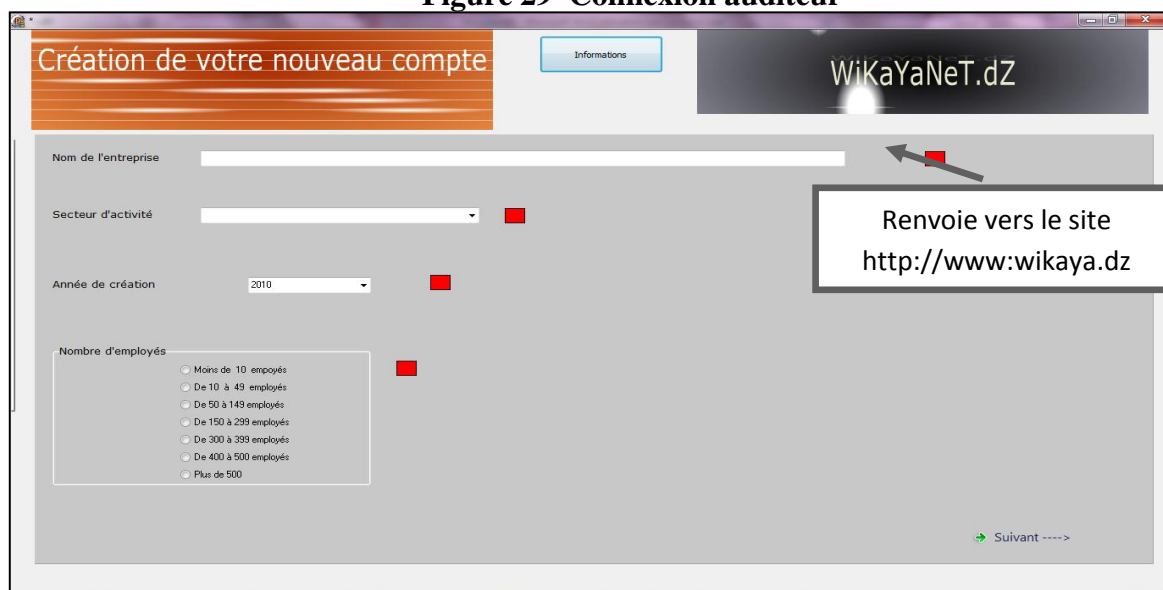 Figure 29 Connexion auditeur
Création de votre nouveau compte
Informations
WiKaYaNeT.dZ
Nom de l'entreprise
Renvoie vers le site
http://www:wikaya.dz
Secteur d'activité
Année de création
2010
Nombre d'employés
Moins de 10 empoyés
De 10 à 49 employés
De 50 à 149 employés
De 150 à 299 employés
De 300 à 399 employés
De 400 à 500 employés
Plus de 500
Suivant ---->